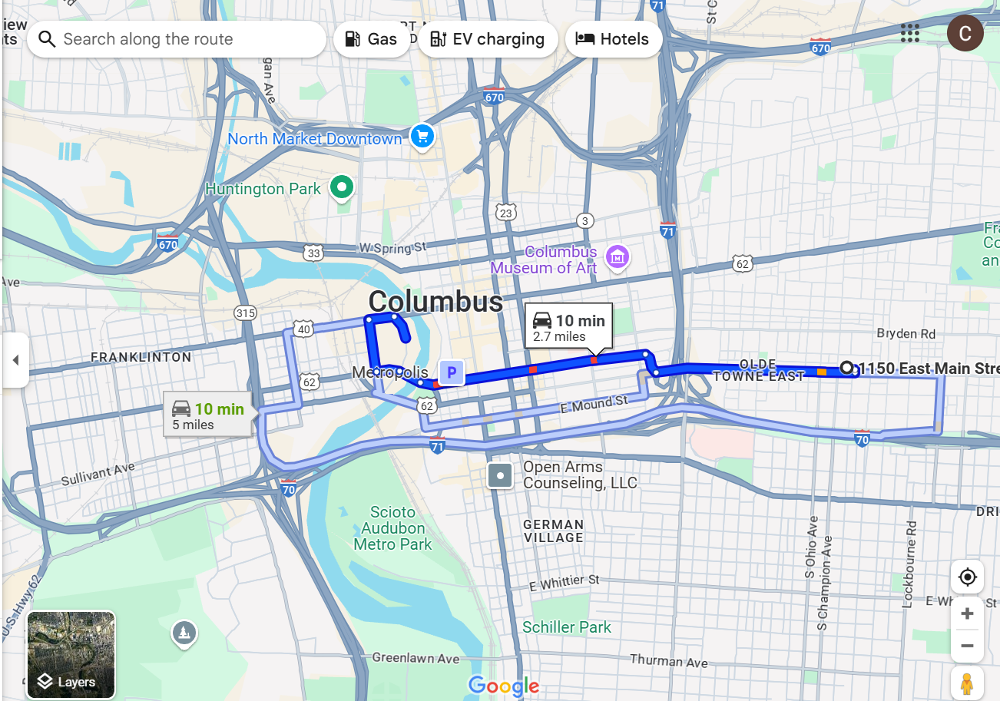 Search along the route
Gas
EV charging
Hotels
C
71
St C
670
iew
ts
gan Ave
670
North Market Downtown
Huntington Park
23
3
71
670
33
W Spring St
Columbus
Museum of Art
62
Ave
Columbus
315
40
10 min
2.7 miles
Bryden Rd
FRANKLINTON
OLDE
TOWNE EAST
1150 East Main Stre
Metropolis
P
62
62
E Mound St
10 min
5 miles
71
70
Sullivant Ave
70
Open Arms
Counseling, LLC
Scioto
Audubon
Metro Park
GERMAN
VILLAGE
DRI
S Ohio Ave
S Champion Ave
Lockbourne Rd
E Whittier St
E Wh
St
U.S. Hwy 62
Schiller Park
Greenlawn Ave
Thurman Ave
Layers
Google